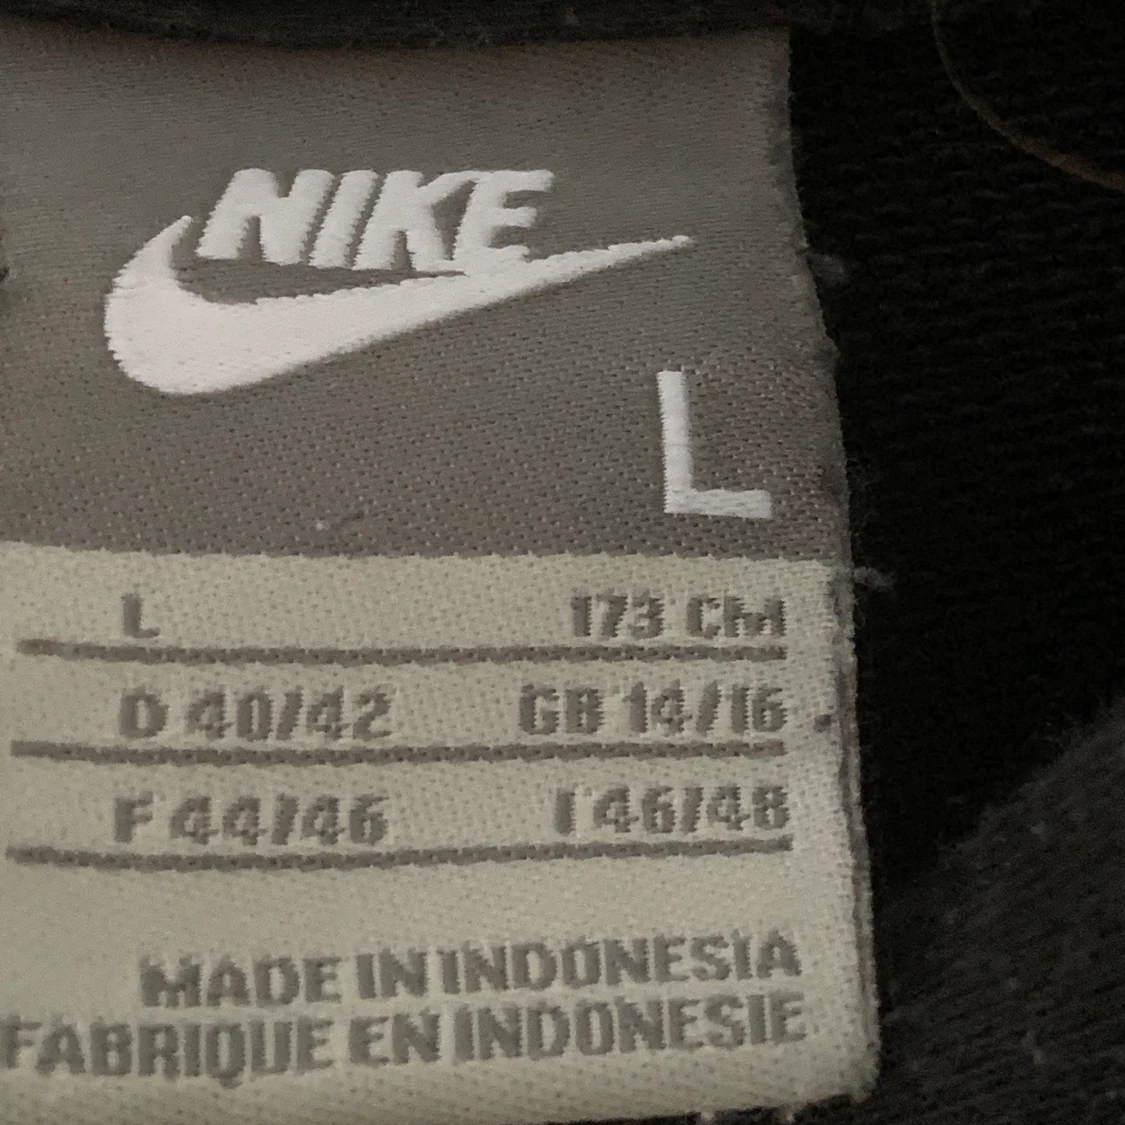 NIKE
L
L 173 CM
D 40/42 GB 14/16
F 44/46 I 46/48
MADE IN INDONESIA
FABRIQUE EN INDONESIE